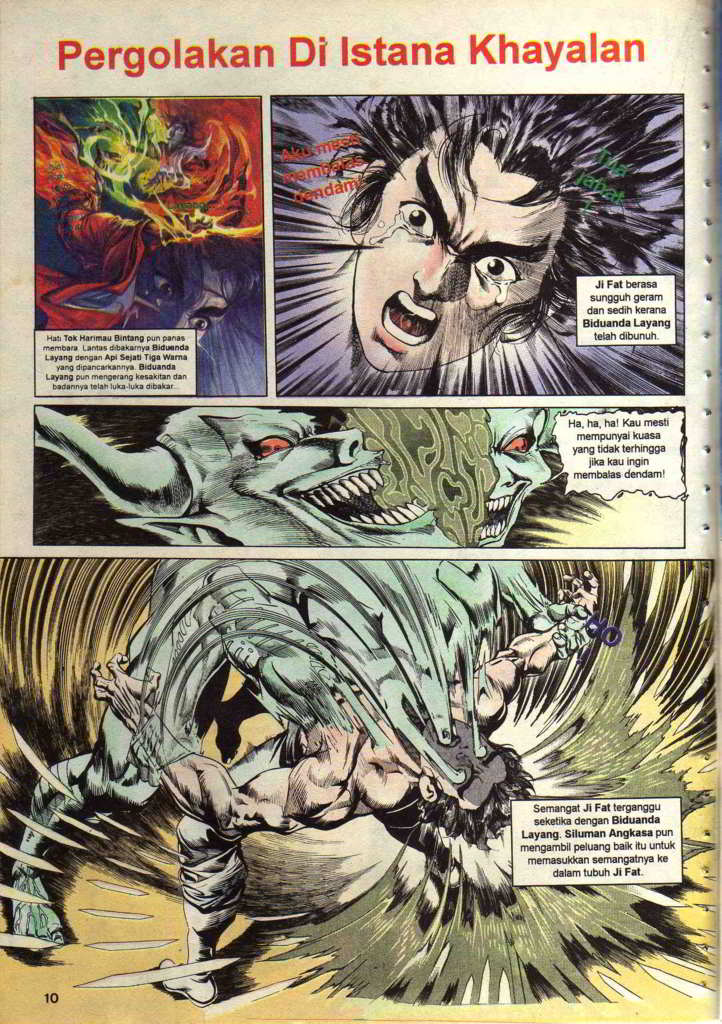 Pergolakan Di Istana Khayalan
Hati Tok Harimau Bintang pun panas
membara. Lantas dibakarnya Biduanda
Layang dengan Api Sejati Tiga Warna
yang dipancarkannya. Biduanda
Layang pun mengerang kesakitan dan
badannya telah luka-luka dibakar...
Aku mesti
membalas
dendam!
Ji Fat berasa
sungguh geram
dan sedih kerana
Biduanda Layang
telah dibunuh.
Ha, ha, ha! Kau mesti
mempunyai kuasa
yang tidak terhingga
jika kau ingin
membalas dendam!
Semangat Ji Fat terganggu
seketika dengan Biduanda
Layang. Siluman Angkasa pun
mengambil peluang baik itu untuk
memasukkan semangatnya ke
dalam tubuh Ji Fat.
10